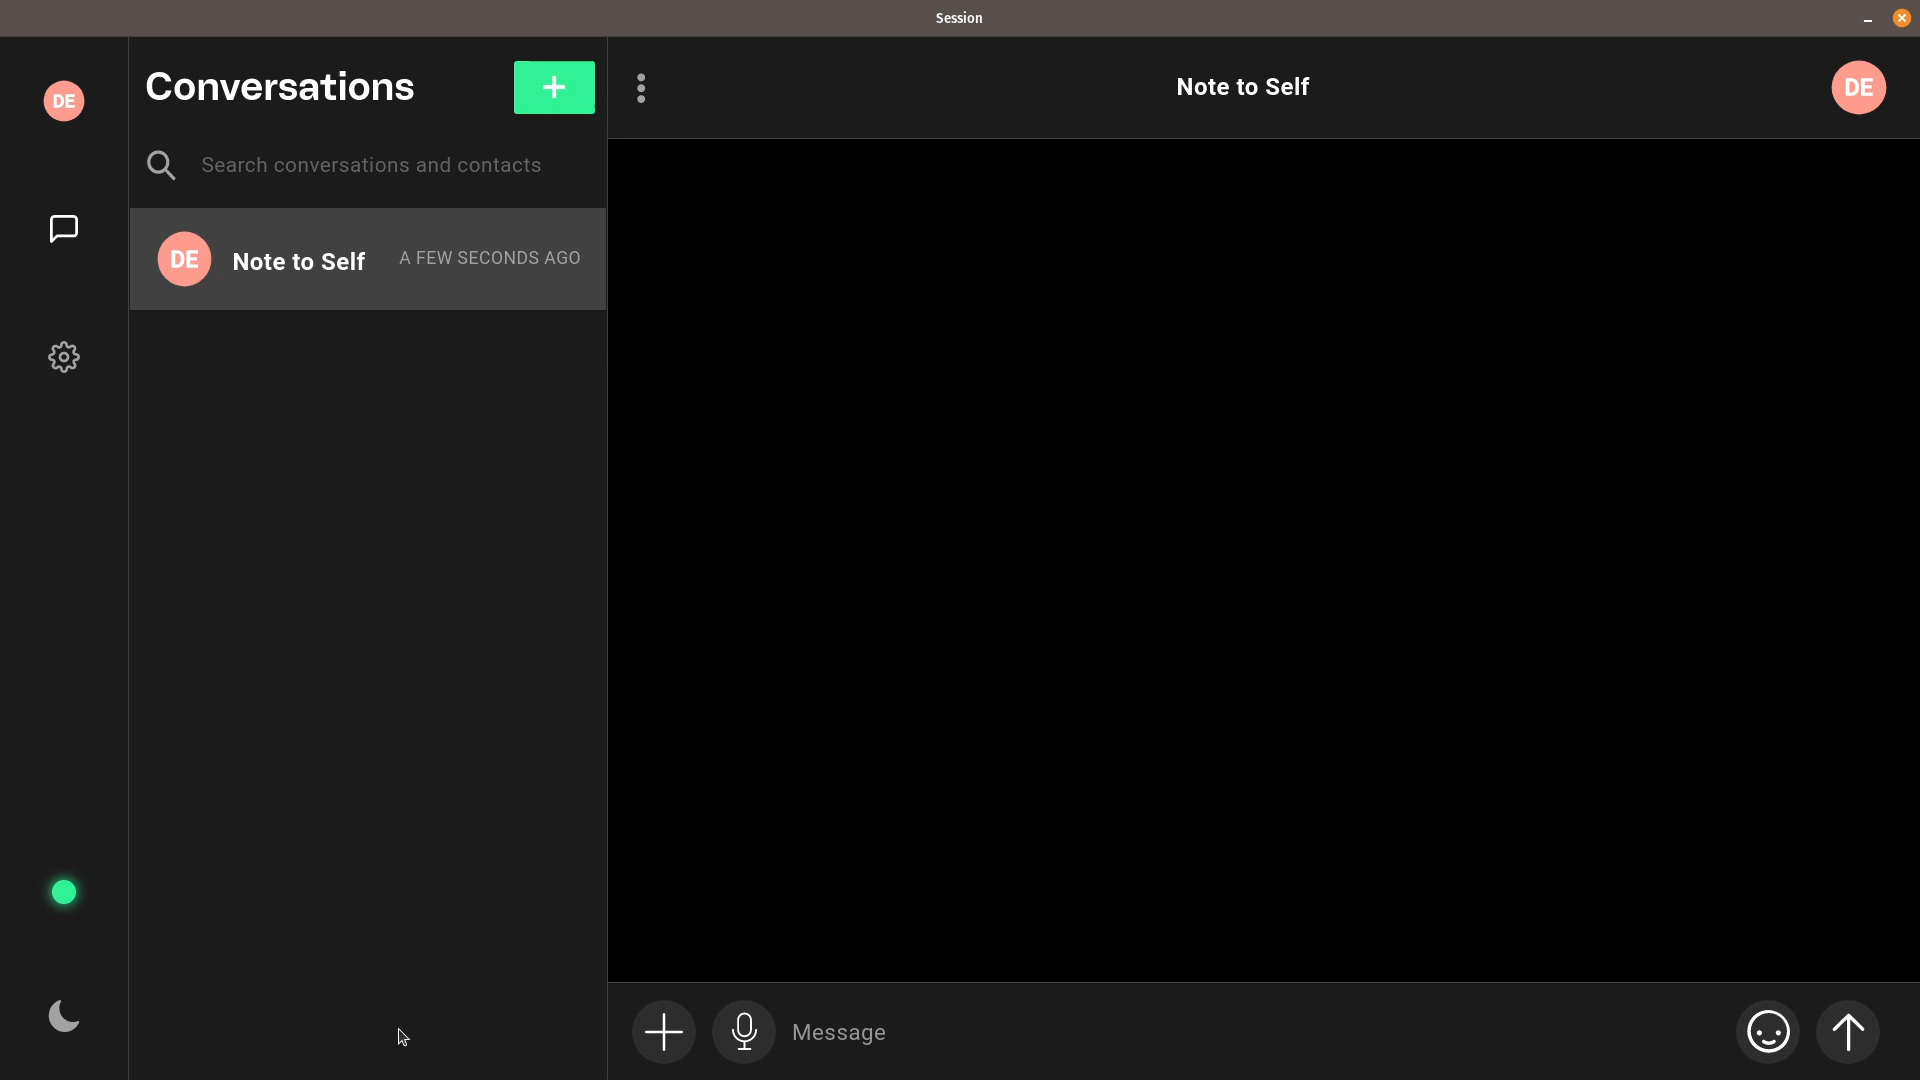 Session
DE
Conversations
Search conversations and contacts
DE
Note to Self
A FEW SECONDS AGO
Note to Self
DE
Message